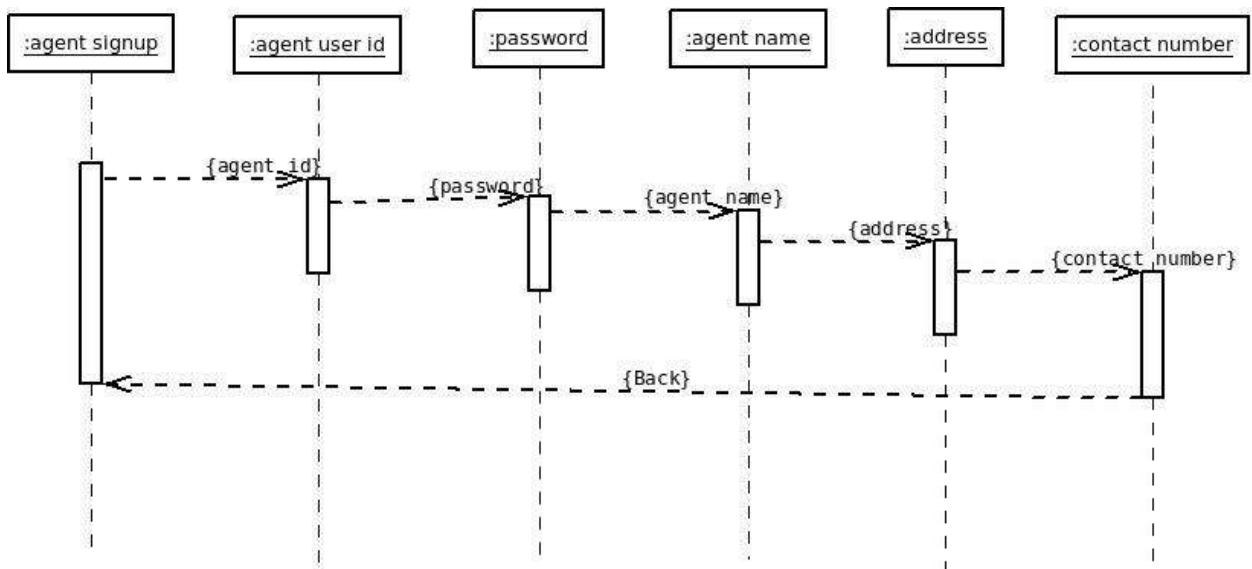 :agent signup
:agent user id
:password
:agent name
:address
:contact number
{agent_id}
{password}
{agent_name}
{address}
{contact number}
{Back}